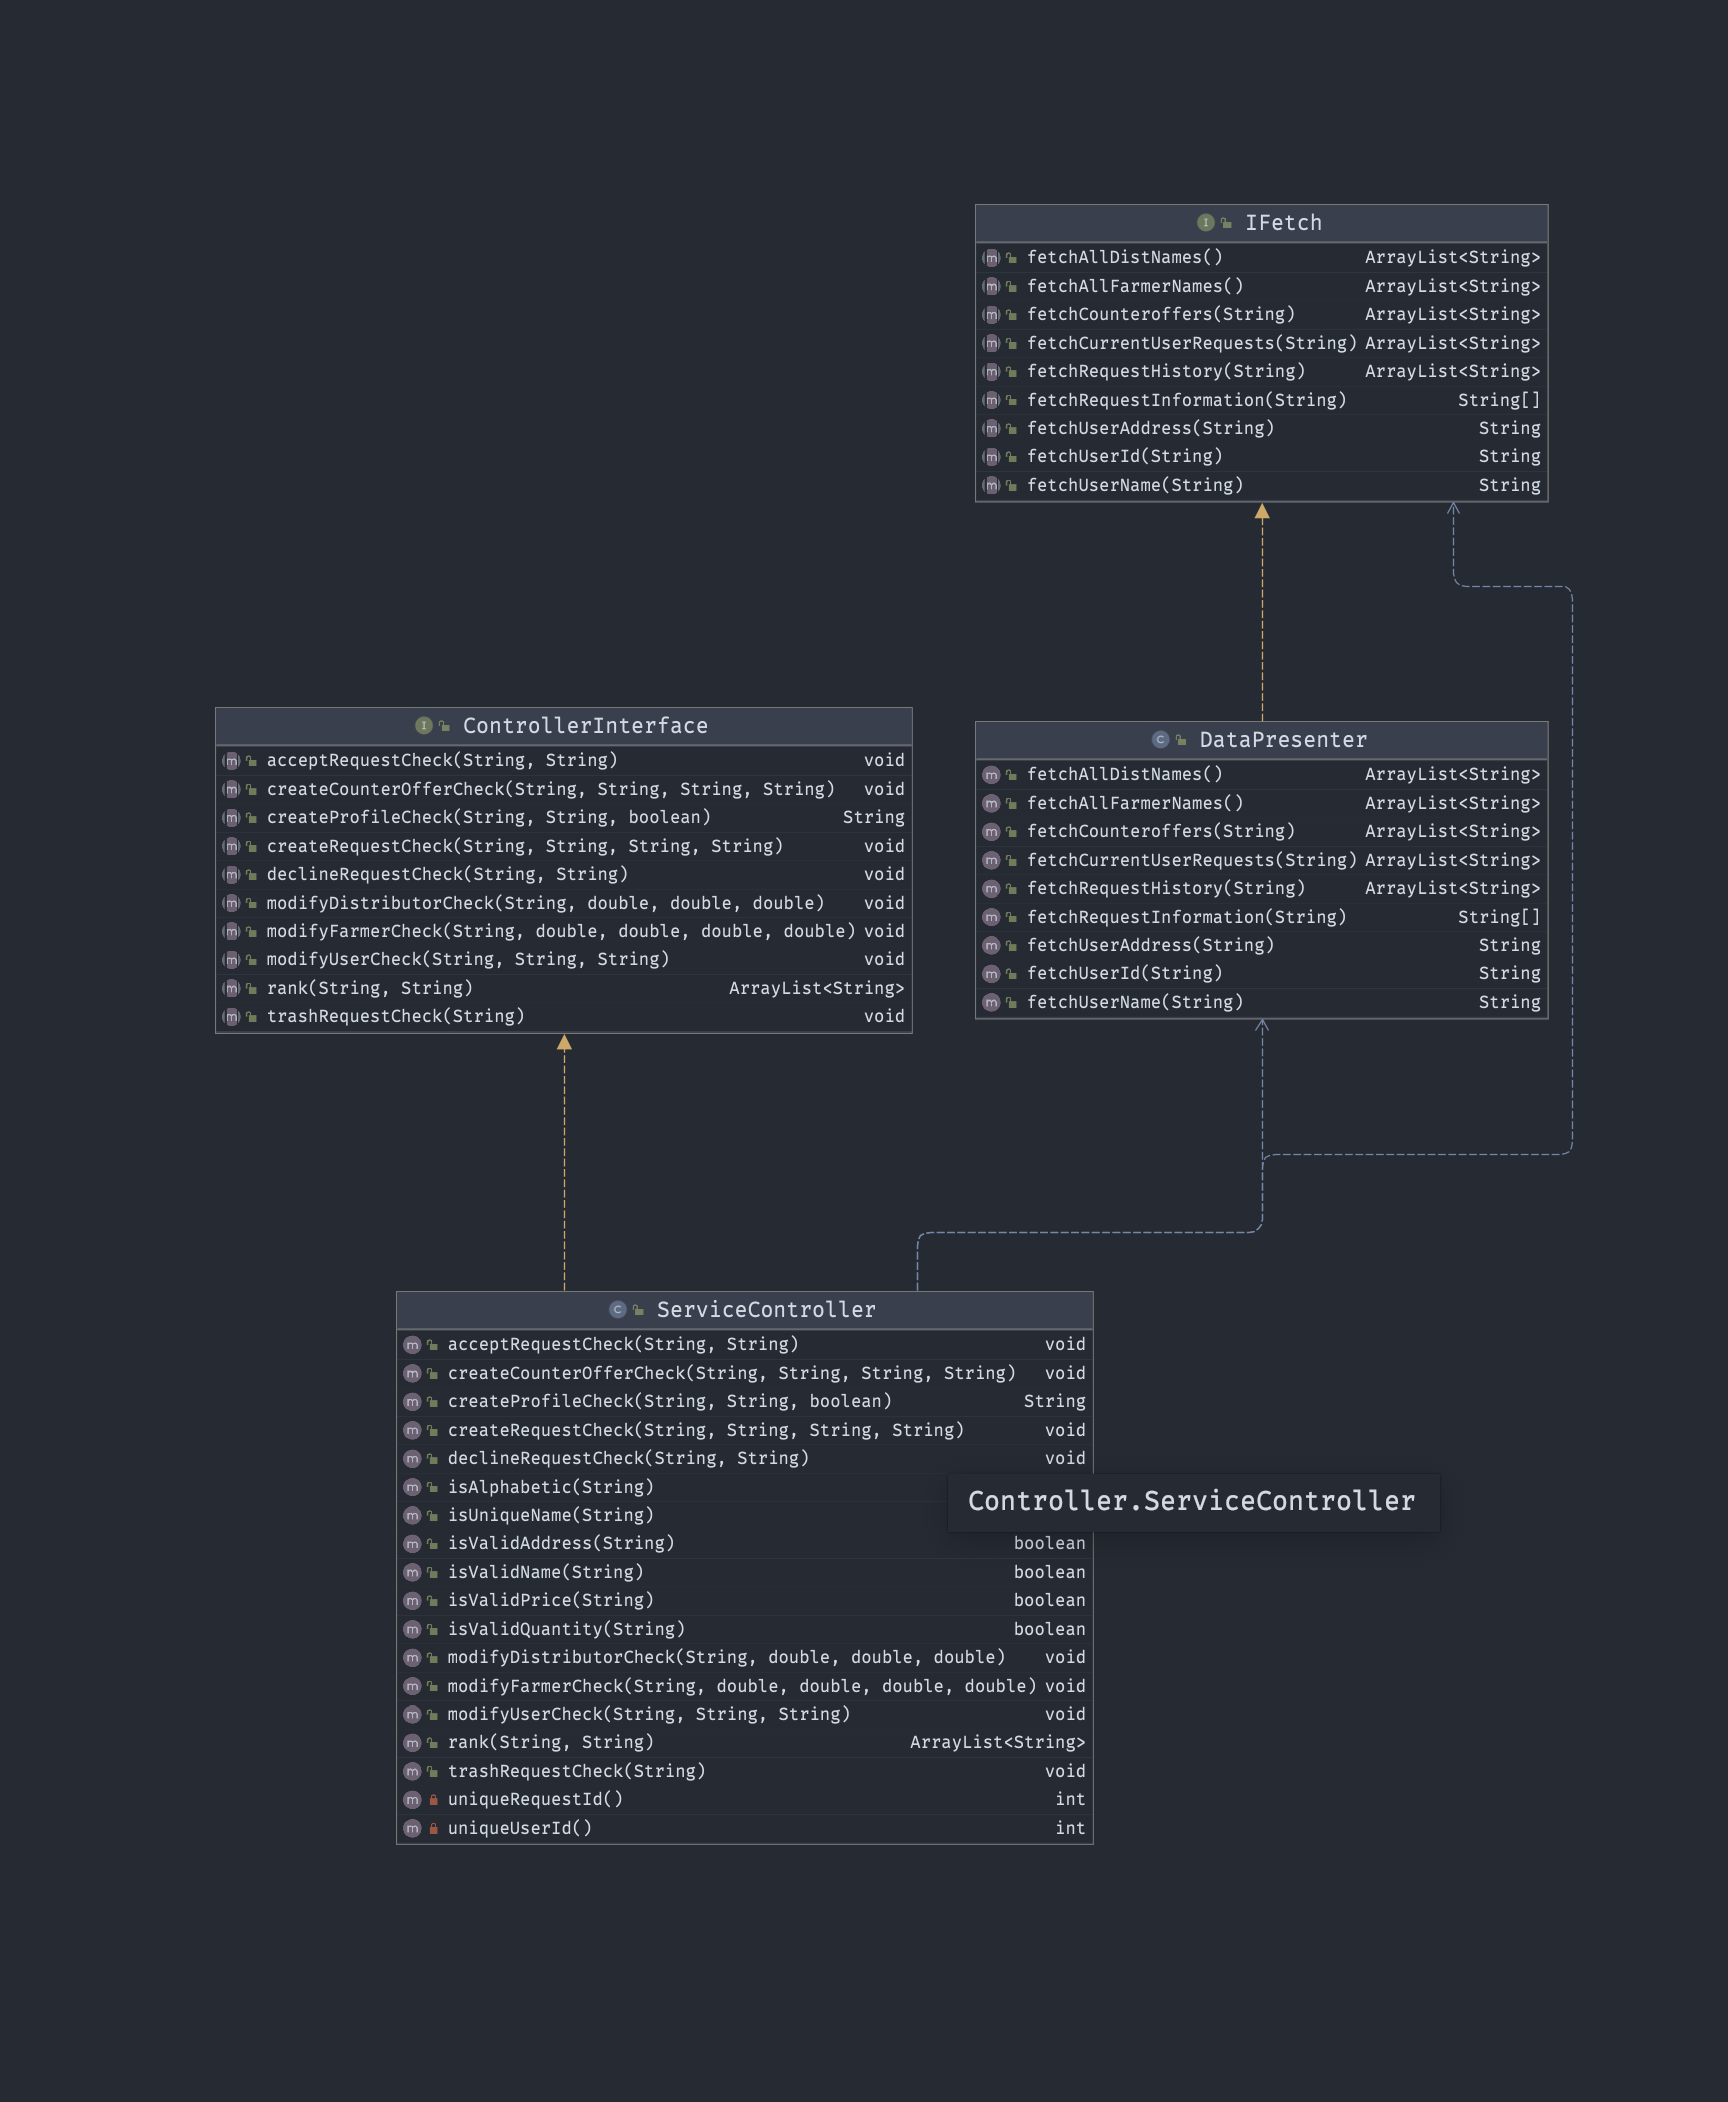 IFetch
fetchAllDistNames() ArrayList<String>
fetchAllFarmerNames() ArrayList<String>
fetchCounteroffers(String) ArrayList<String>
fetchCurrentUserRequests(String) ArrayList<String>
fetchRequestHistory(String) ArrayList<String>
fetchRequestInformation(String) String[]
fetchUserAddress(String) String
fetchUserId(String) String
fetchUserName(String) String
ControllerInterface
acceptRequestCheck(String, String) void
createCounterOfferCheck(String, String, String, String) void
createProfileCheck(String, String, boolean) String
createRequestCheck(String, String, String, String) void
declineRequestCheck(String, String) void
modifyDistributorCheck(String, double, double, double) void
modifyFarmerCheck(String, double, double, double, double) void
modifyUserCheck(String, String, String) void
rank(String, String) ArrayList<String>
trashRequestCheck(String) void
DataPresenter
fetchAllDistNames() ArrayList<String>
fetchAllFarmerNames() ArrayList<String>
fetchCounteroffers(String) ArrayList<String>
fetchCurrentUserRequests(String) ArrayList<String>
fetchRequestHistory(String) ArrayList<String>
fetchRequestInformation(String) String[]
fetchUserAddress(String) String
fetchUserId(String) String
fetchUserName(String) String
ServiceController
acceptRequestCheck(String, String) void
createCounterOfferCheck(String, String, String, String) void
createProfileCheck(String, String, boolean) String
createRequestCheck(String, String, String, String) void
declineRequestCheck(String, String) void
isAlphabetic(String)
Controller.ServiceController
isUniqueName(String)
isValidAddress(String) boolean
isValidName(String) boolean
isValidPrice(String) boolean
isValidQuantity(String) boolean
modifyDistributorCheck(String, double, double, double) void
modifyFarmerCheck(String, double, double, double, double) void
modifyUserCheck(String, String, String) void
rank(String, String) ArrayList<String>
trashRequestCheck(String) void
uniqueRequestId() int
uniqueUserId() int